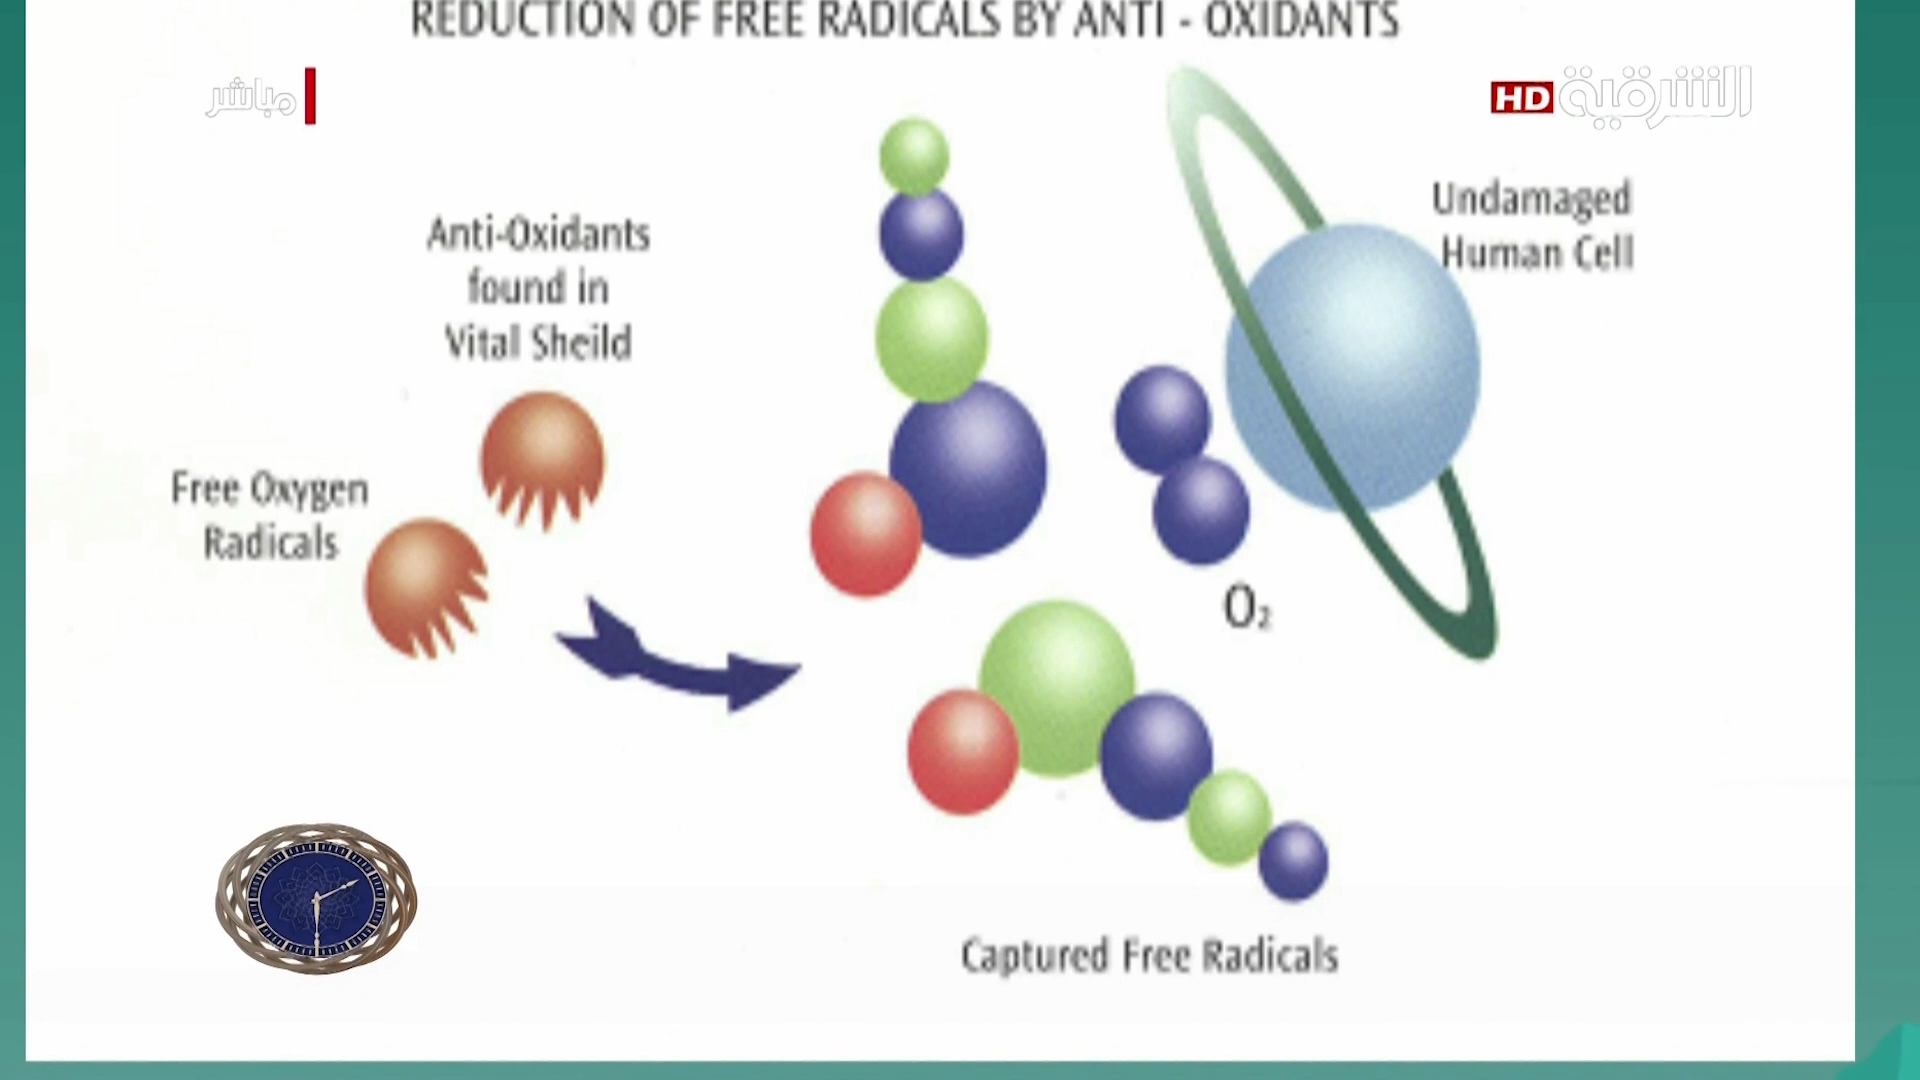 REDUCTION OF FREE RADICALS BY ANTI - OXIDANTS
مباشر
HD الشرقية
Undamaged
Human Cell
Anti-Oxidants
found in
Vital Sheild
Free Oxygen
Radicals
O₂
Captured Free Radicals